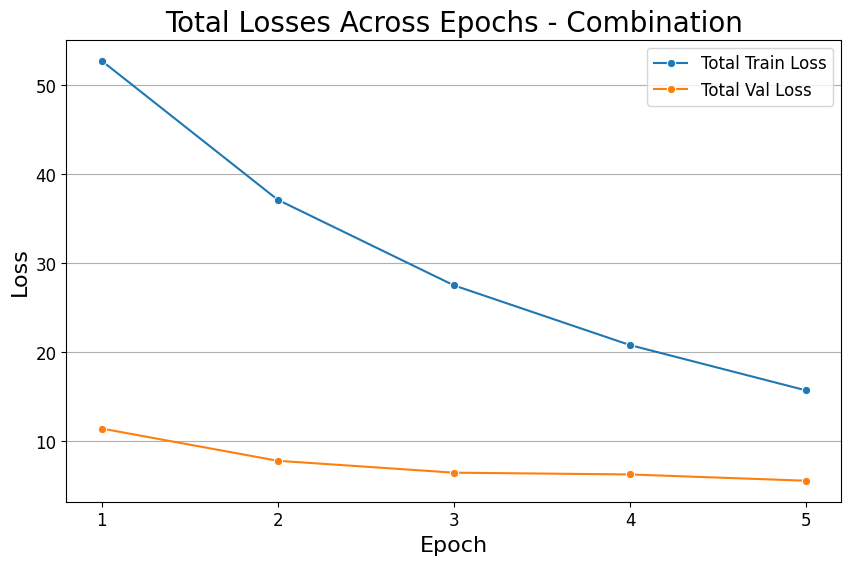 Total Losses Across Epochs - Combination
Total Train Loss
Total Val Loss
50
40
30
20
10
Loss
1 2 3 4 5
Epoch